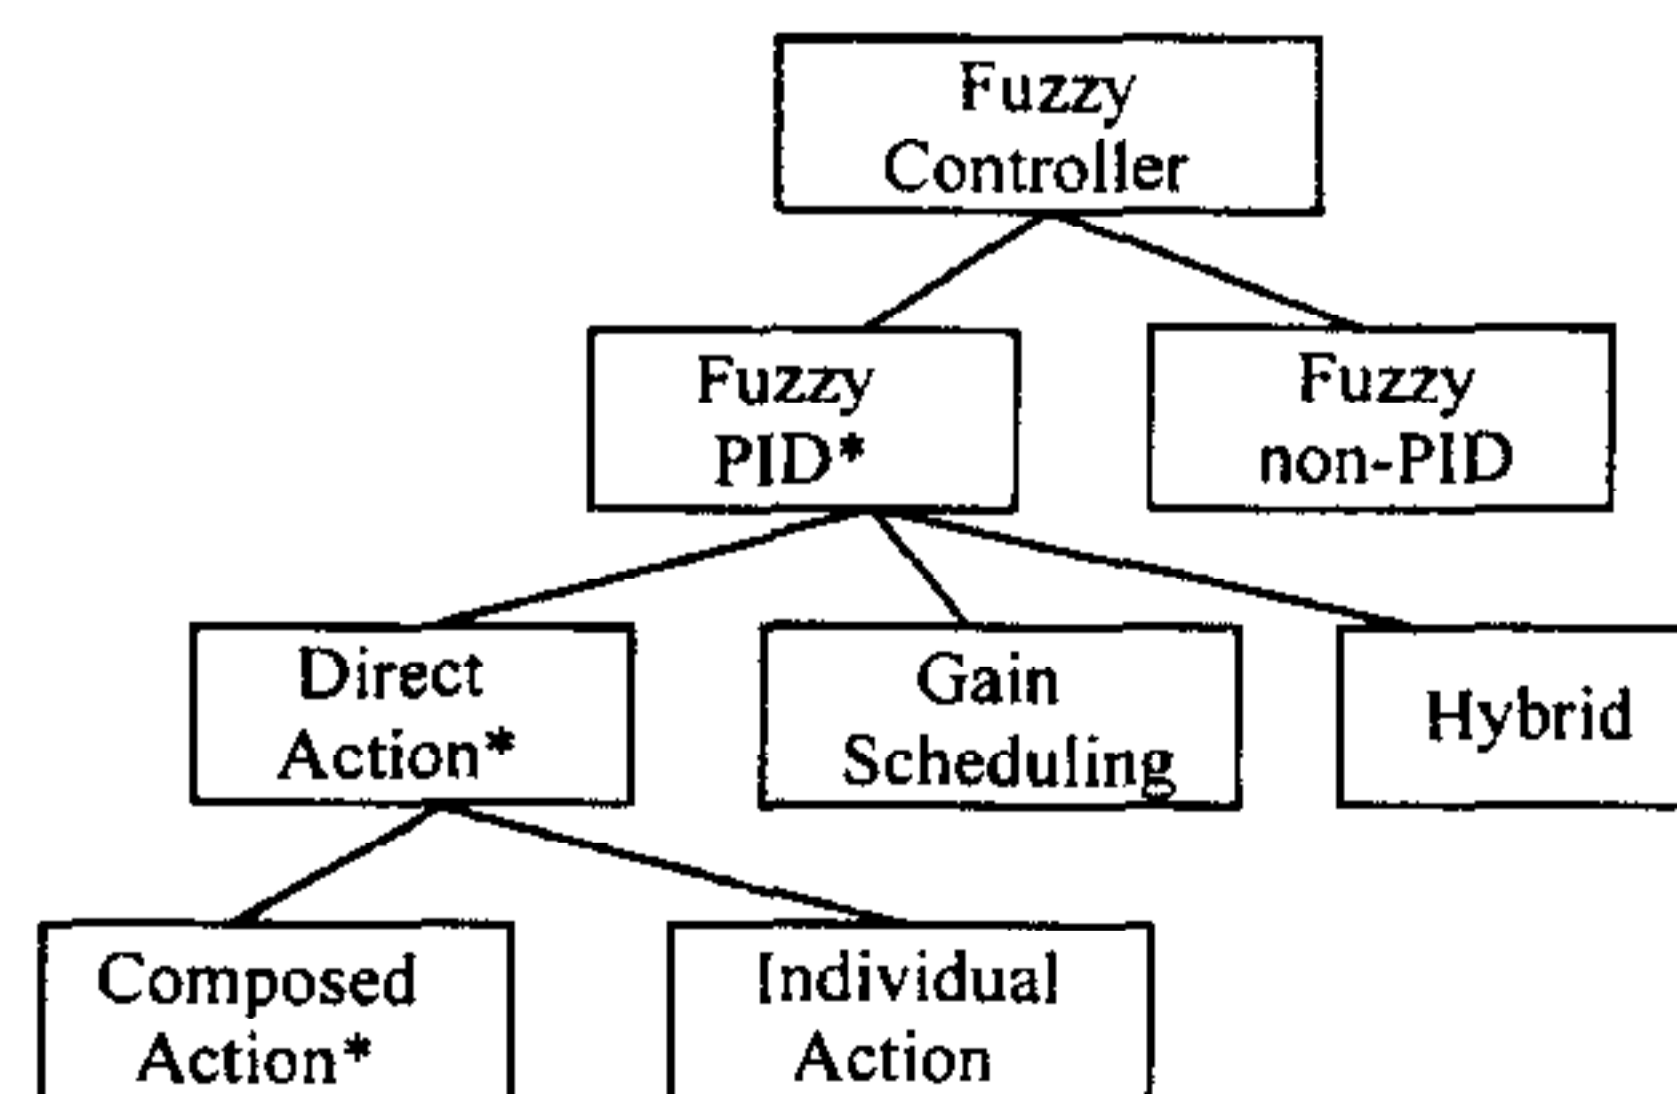 Fuzzy
Controller
Fuzzy
PID*
Fuzzy
non-PID
Direct
Action*
Gain
Scheduling
Hybrid
Composed
Action*
Individual
Action